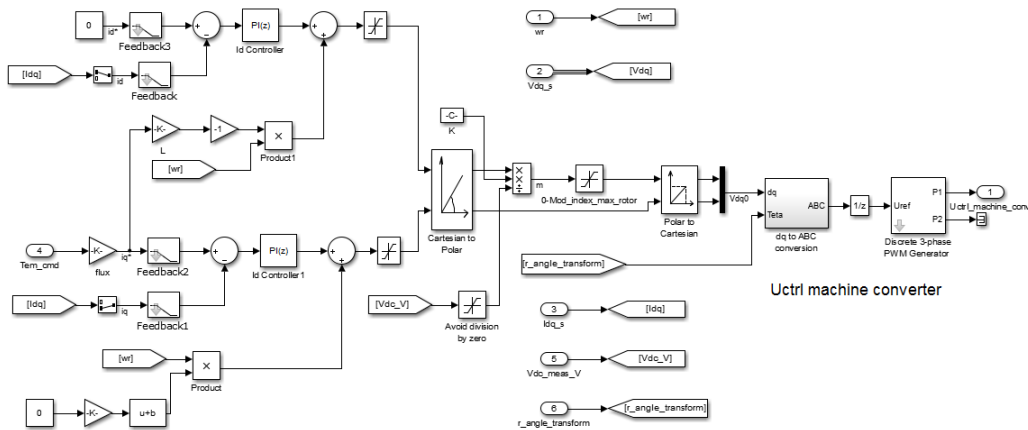 0
id*
Feedback3
+
−
PI(z)
Id Controller
+
+
[Idq]
id
Feedback
-K-
L
-1
×
Product1
[wr]
4
Tem_cmd
-K-
flux
iq*
Feedback2
+
−
PI(z)
Id Controller1
+
+
[Idq]
iq
Feedback1
[wr]
×
Product
0
-K-
u+b
Cartesian to
Polar
-C-
K
×
×
÷
m
0-Mod_index_max_rotor
[Vdc_V]
Avoid division
by zero
Polar to
Cartesian
Vdq0
[r_angle_transform]
dq
Teta
ABC
dq to ABC
conversion
1/z
Uref
P1
P2
Discrete 3-phase
PWM Generator
1
Uctrl_machine_conv
Uctrl machine converter
1
wr
[wr]
2
Vdq_s
[Vdq]
3
Idq_s
[Idq]
5
Vdc_meas_V
[Vdc_V]
6
r_angle_transform
[r_angle_transform]